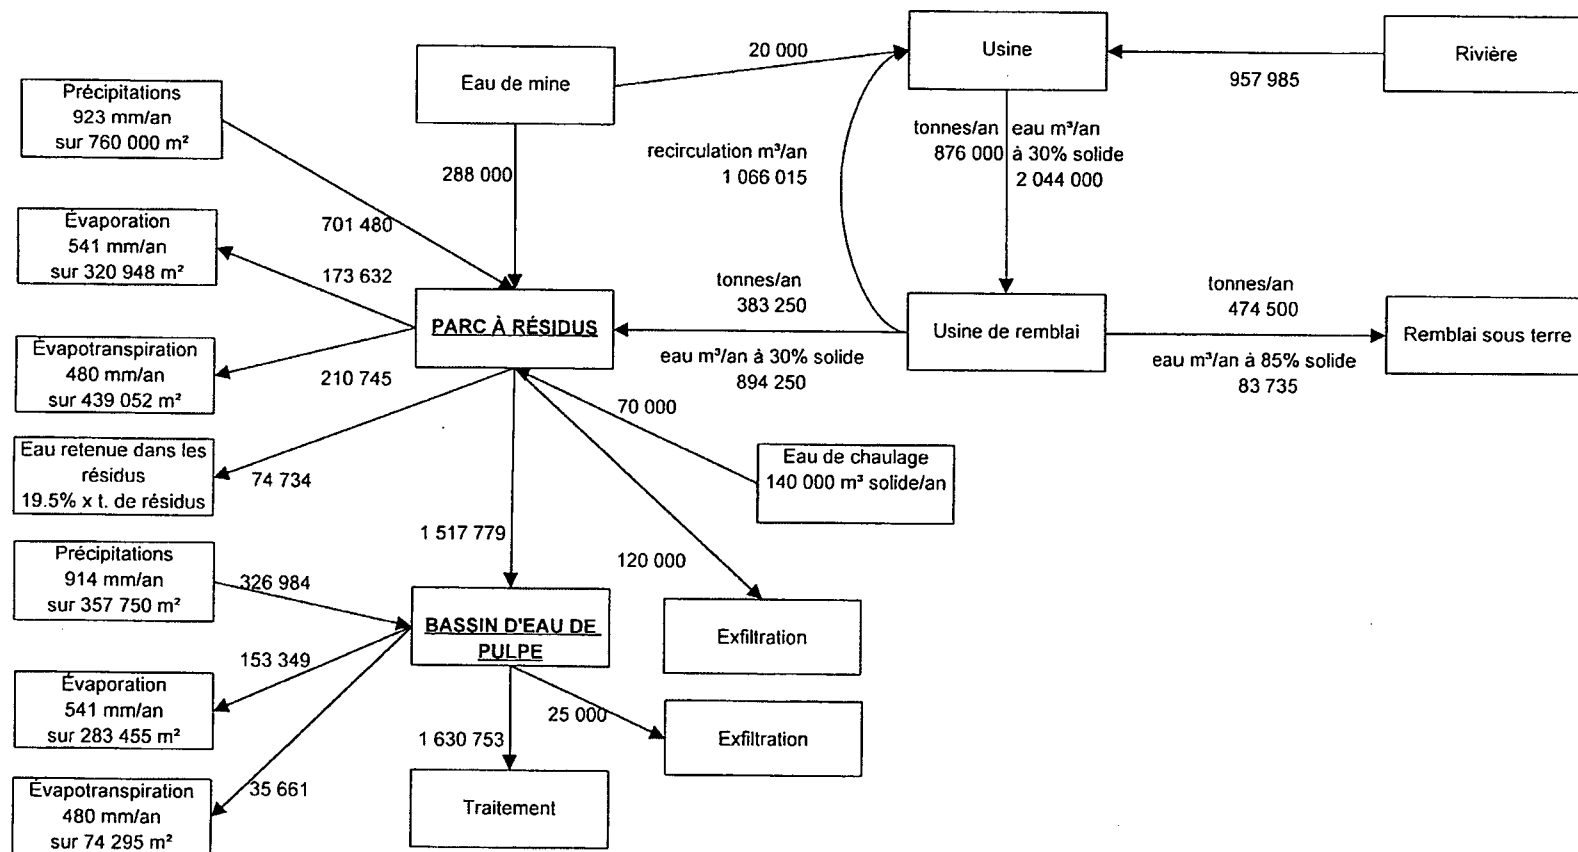 20 000
Usine
Rivière
957 985
Eau de mine
Précipitations
923 mm/an
sur 760 000 m²
tonnes/an
876 000
eau m³/an
à 30% solide
2 044 000
recirculation m³/an
1 066 015
288 000
701 480
Évaporation
541 mm/an
sur 320 948 m²
173 632
PARC À RÉSIDUS
tonnes/an
383 250
eau m³/an à 30% solide
894 250
Usine de remblai
tonnes/an
474 500
eau m³/an à 85% solide
83 735
Remblai sous terre
Évapotranspiration
480 mm/an
sur 439 052 m²
210 745
70 000
Eau de chaulage
140 000 m³ solide/an
Eau retenue dans les
résidus
19.5% x t. de résidus
74 734
1 517 779
120 000
Précipitations
914 mm/an
sur 357 750 m²
326 984
BASSIN D'EAU DE
PULPE
Exfiltration
153 349
Évaporation
541 mm/an
sur 283 455 m²
25 000
Exfiltration
1 630 753
35 661
Évapotranspiration
480 mm/an
sur 74 295 m²
Traitement